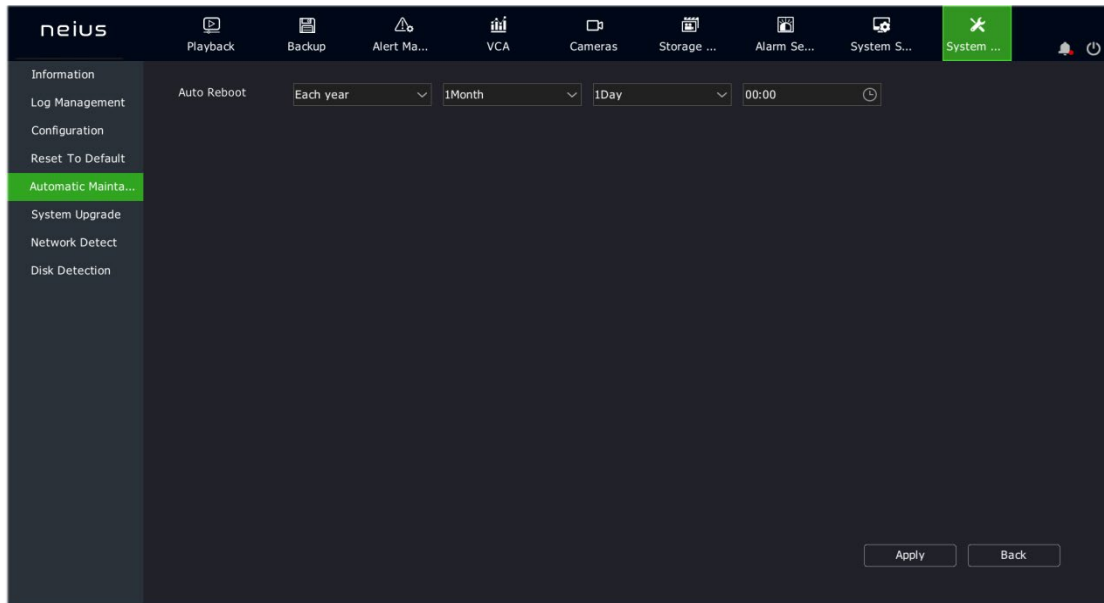 neius
Playback
Backup
Alert Ma...
VCA
Cameras
Storage ...
Alarm Se...
System S...
System ...
Information
Log Management
Configuration
Reset To Default
Automatic Mainta...
System Upgrade
Network Detect
Disk Detection
Auto Reboot Each year 1Month 1Day 00:00
Apply Back